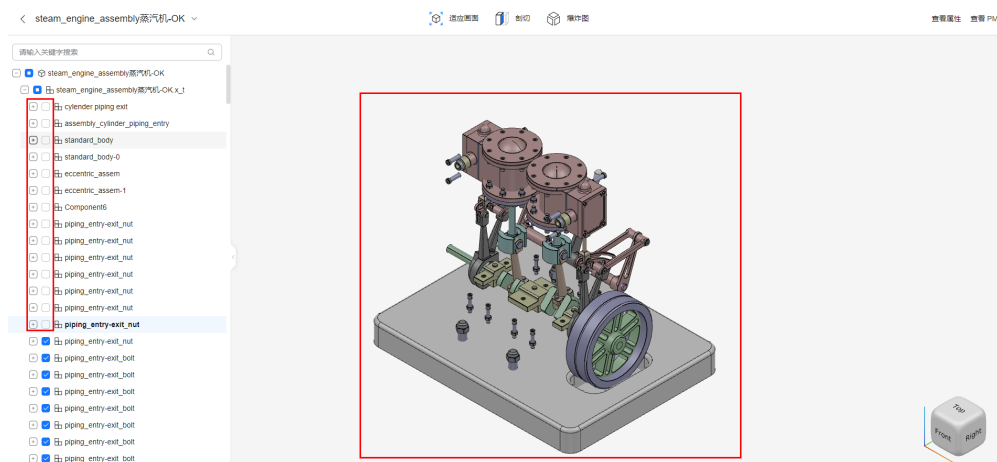 steam_engine_assembly蒸汽机-OK
适应画面 剖切 爆炸图
查看属性 查看 PM
请输入关键字搜索
steam_engine_assembly蒸汽机-OK
steam_engine_assembly蒸汽机-OK.x_t
cylender piping exit
assembly_cylinder_piping_entry
standard_body
standard_body-0
eccentric_assem
eccentric_assem-1
Component6
piping_entry-exit_nut
piping_entry-exit_nut
piping_entry-exit_nut
piping_entry-exit_nut
piping_entry-exit_nut
piping_entry-exit_nut
piping_entry-exit_nut
piping_entry-exit_nut
piping_entry-exit_bolt
piping_entry-exit_bolt
piping_entry-exit_bolt
piping_entry-exit_bolt
piping_entry-exit_bolt
piping_entry-exit_bolt
piping_entry-exit_bolt
Top
Front Right